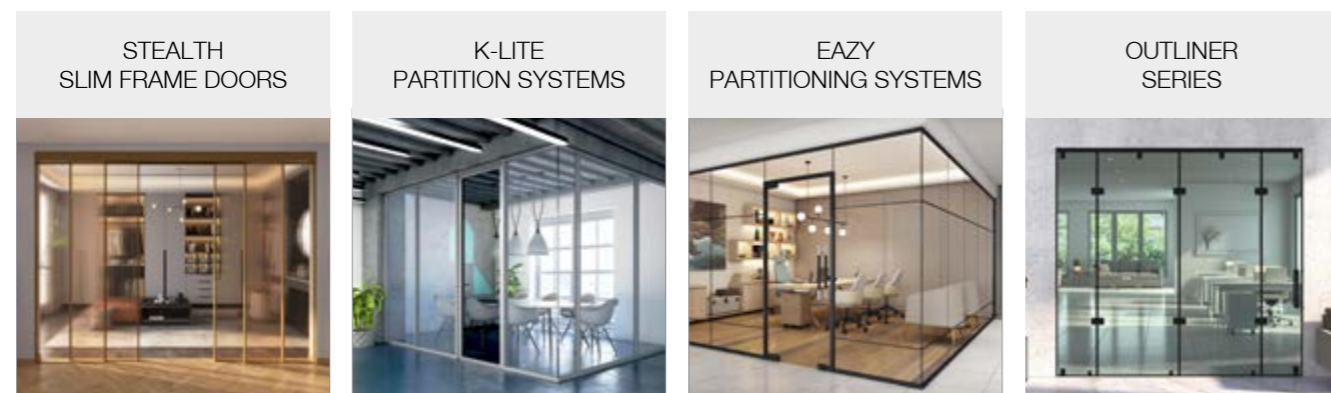 STEALTH
SLIM FRAME DOORS
K-LITE
PARTITION SYSTEMS
EAZY
PARTITIONING SYSTEMS
OUTLINER
SERIES